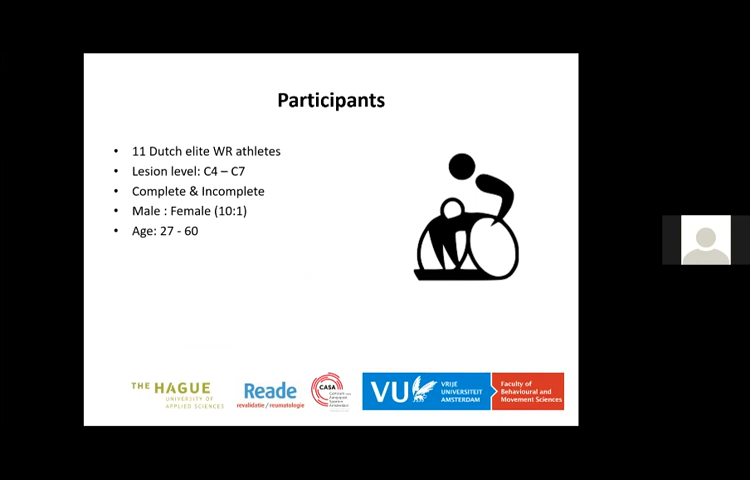 Participants
• 11 Dutch elite WR athletes
• Lesion level: C4 – C7
• Complete & Incomplete
• Male : Female (10:1)
• Age: 27 - 60
THE HAGUE
UNIVERSITY OF
APPLIED SCIENCES
Reade
revalidatie / reumatologie
CASA
VU
VRIJE
UNIVERSITEIT
AMSTERDAM
Faculty of
Behavioural and
Movement Sciences